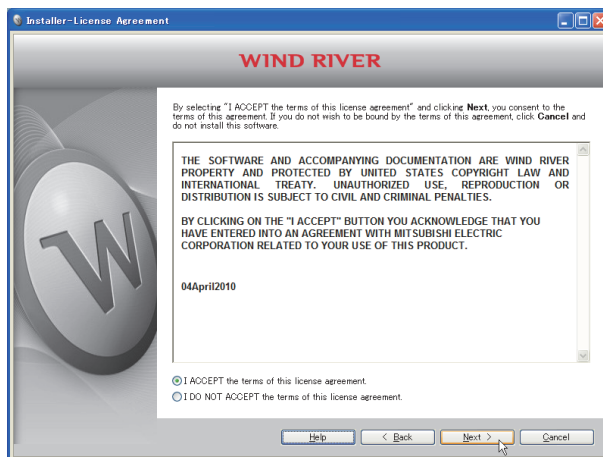 Installer-License Agreement
WIND RIVER
By selecting "I ACCEPT the terms of this license agreement" and clicking Next, you consent to the
terms of this agreement. If you do not wish to be bound by the terms of this agreement, click Cancel and
do not install this software.
THE SOFTWARE AND ACCOMPANYING DOCUMENTATION ARE WIND RIVER
PROPERTY AND PROTECTED BY UNITED STATES COPYRIGHT LAW AND
INTERNATIONAL TREATY. UNAUTHORIZED USE, REPRODUCTION OR
DISTRIBUTION IS SUBJECT TO CIVIL AND CRIMINAL PENALTIES.
BY CLICKING ON THE "I ACCEPT" BUTTON YOU ACKNOWLEDGE THAT YOU
HAVE ENTERED INTO AN AGREEMENT WITH MITSUBISHI ELECTRIC
CORPORATION RELATED TO YOUR USE OF THIS PRODUCT.
04April2010
W
I ACCEPT the terms of this license agreement.
I DO NOT ACCEPT the terms of this license agreement.
Help < Back Next > Cancel